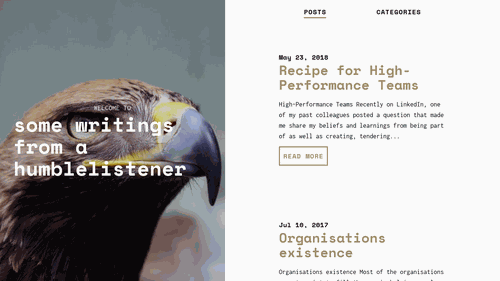 WELCOME TO
some writings
from a
humblelistener
POSTS
CATEGORIES
May 23, 2018
Recipe for High-
Performance Teams
High-Performance Teams Recently on LinkedIn, one
of my past colleagues posted a question that made
me share my beliefs and learnings from being part
of as well as creating, tendering...
READ MORE
Jul 10, 2017
Organisations
existence
Organisations existence Most of the organisations